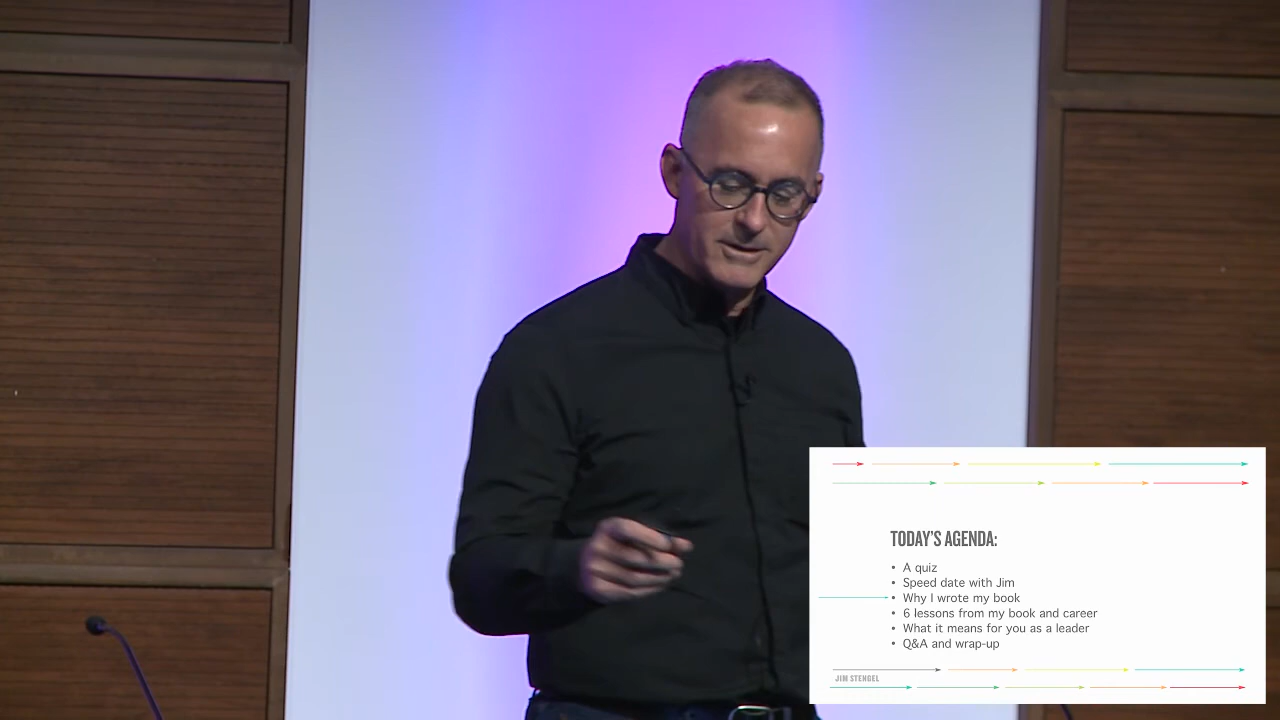 TODAY'S AGENDA:
• A quiz
• Speed date with Jim
• Why I wrote my book
• 6 lessons from my book and career
• What it means for you as a leader
• Q&A and wrap-up
JIM STENGEL